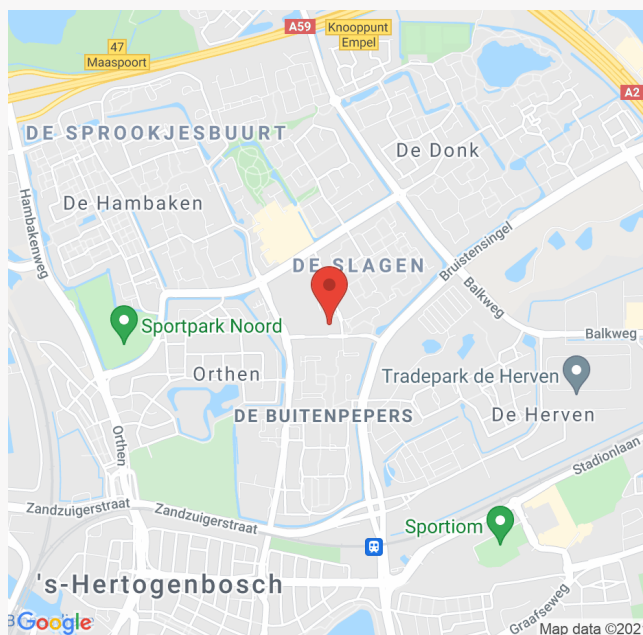 A59
Knooppunt
Empel
47
Maaspoort
A2
DE SPROOKJESBUURT
De Donk
Hambakenweg
De Hambaken
Bruistensingel
DE SLAGEN
Balkweg
Sportpark Noord
Balkweg
Orthen
Tradepark de Herven
DE BUITENPEPERS
De Herven
Orthen
Stadionlaan
Zandzuigerstraat
Zandzuigerstraat
Sportiom
's-Hertogenbosch
Graafseweg
B
Google
Map data ©202